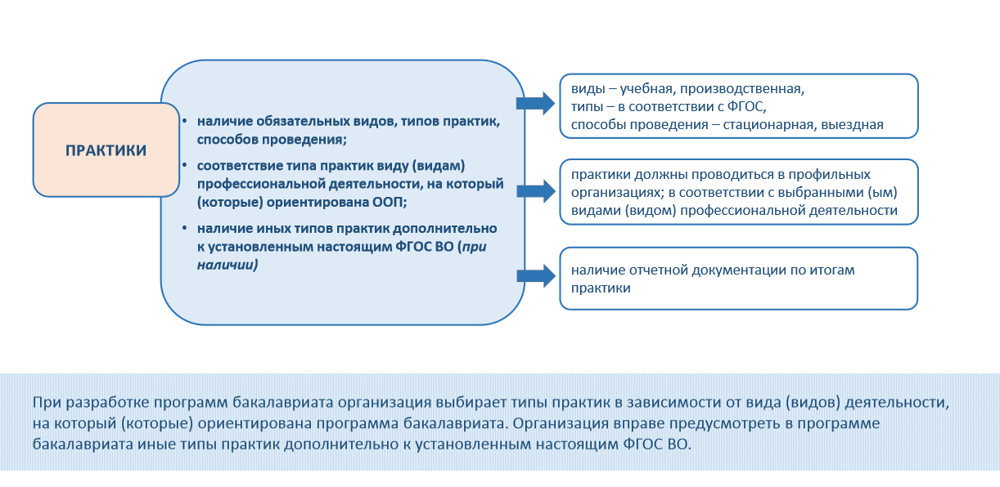 ПРАКТИКИ
• наличие обязательных видов, типов практик,
способов проведения;
• соответствие типа практик виду (видам)
профессиональной деятельности, на который
(которые) ориентирована ООП;
• наличие иных типов практик дополнительно
к установленным настоящим ФГОС ВО (при
наличии)
виды – учебная, производственная,
типы – в соответствии с ФГОС,
способы проведения – стационарная, выездная
практики должны проводиться в профильных
организациях; в соответствии с выбранными (ым)
видами (видом) профессиональной деятельности
наличие отчетной документации по итогам
практики
При разработке программ бакалавриата организация выбирает типы практик в зависимости от вида (видов) деятельности,
на который (которые) ориентирована программа бакалавриата. Организация вправе предусмотреть в программе
бакалавриата иные типы практик дополнительно к установленным настоящим ФГОС ВО.